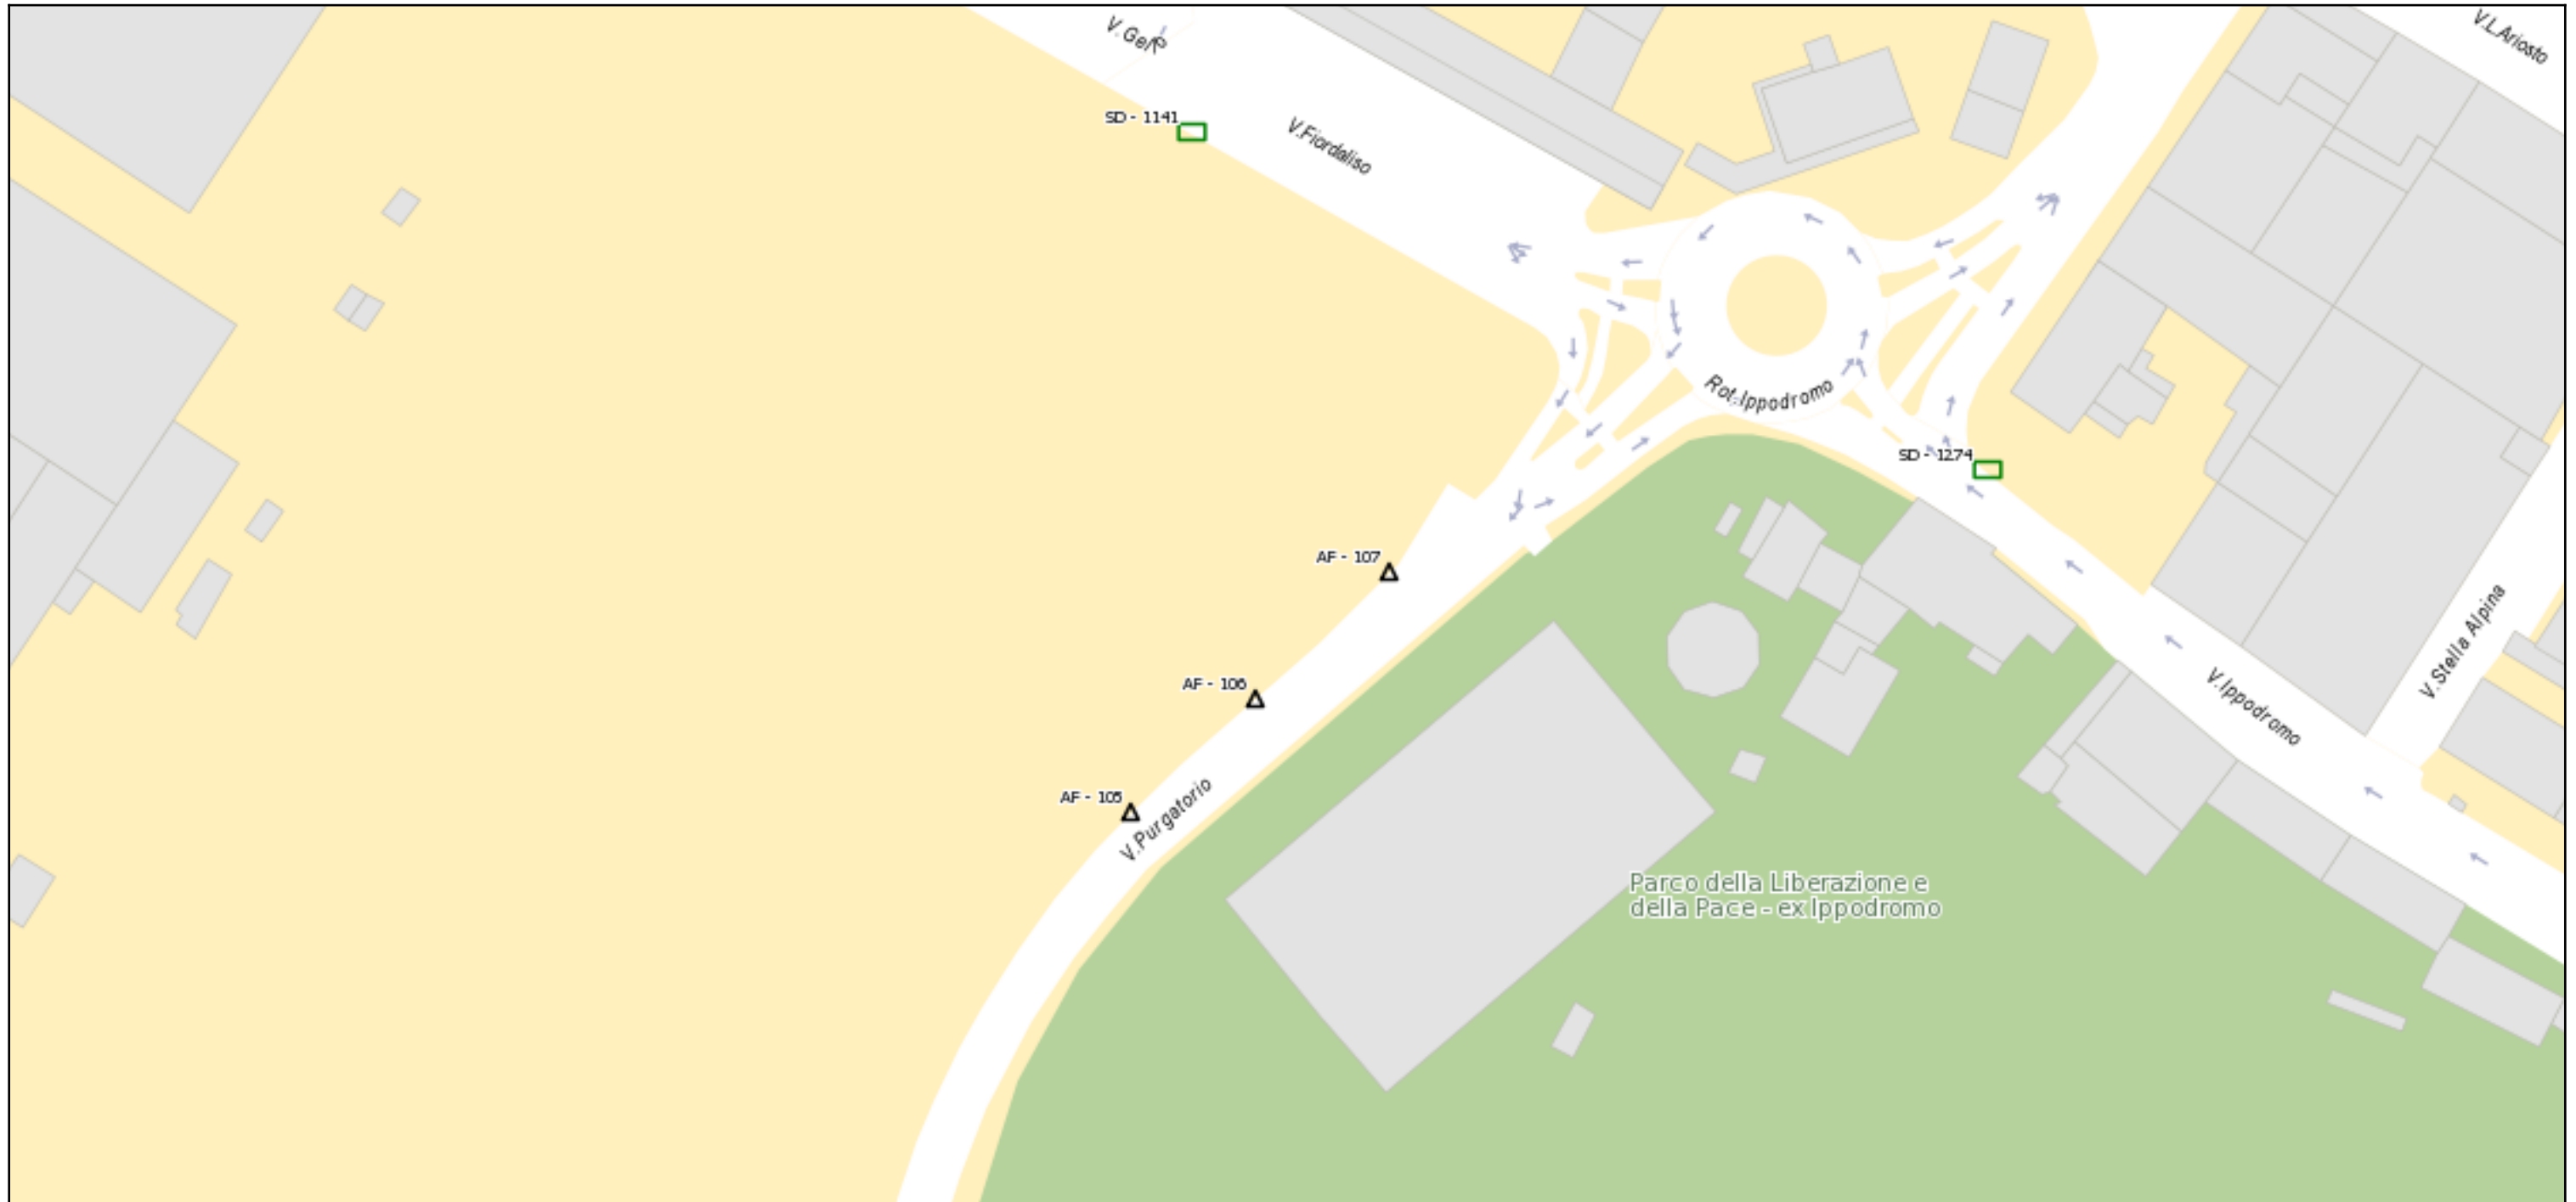 V.L.Ariosto
SD - 1141
V.Fiordaliso
Rot.Ippodromo
SD - 1274
AF - 107
V.Stella Alpina
AF - 106
V.Ippodromo
AF - 105
V.Purgatorio
Parco della Liberazione e
della Pace - ex Ippodromo